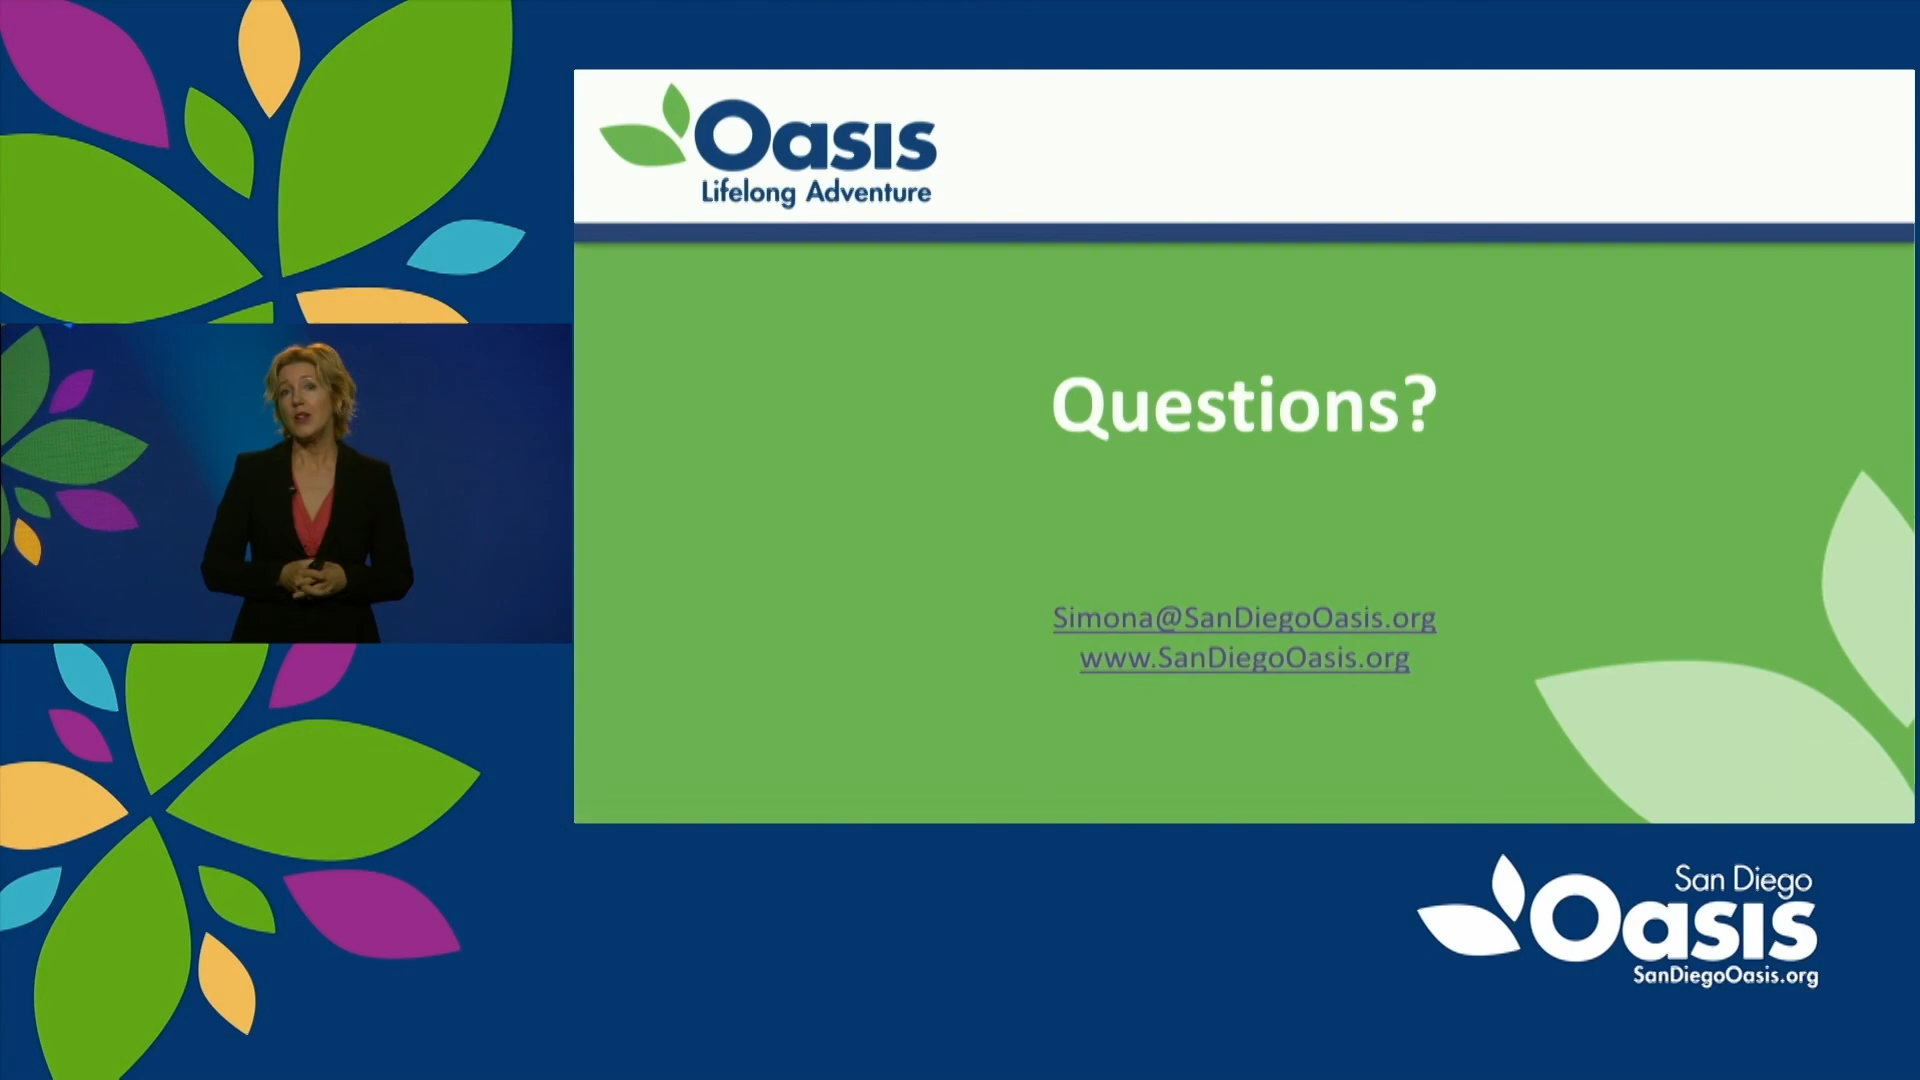 Oasis
Lifelong Adventure
Questions?
Simona@SanDiegoOasis.org
www.SanDiegoOasis.org
San Diego
Oasis
SanDiegoOasis.org